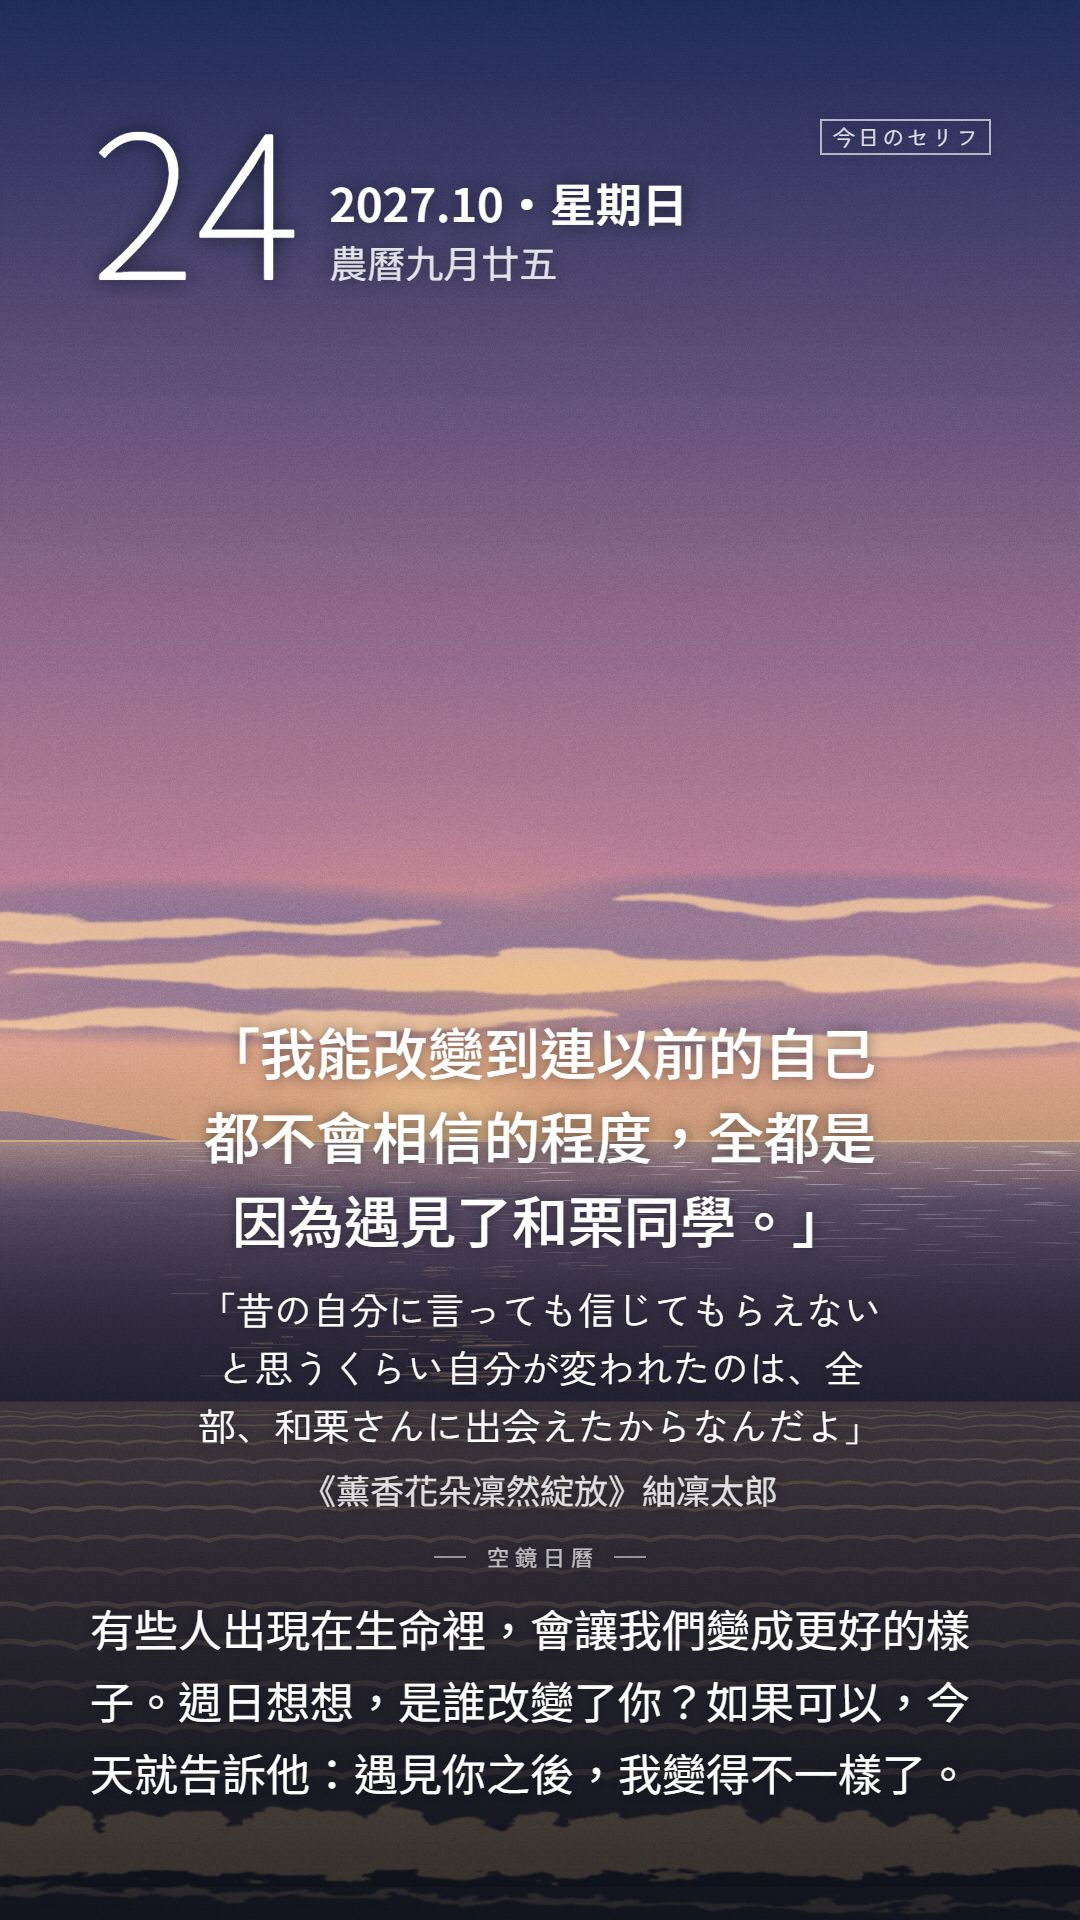 今日のセリフ
24
2027.10・星期日
農曆九月廿五
「我能改變到連以前的自己
都不會相信的程度，全都是
因為遇見了和栗同學。」
「昔の自分に言っても信じてもらえない
と思うくらい自分が変われたのは、全
部、和栗さんに出会えたからなんだよ」
《薰香花朵凜然綻放》紬凜太郎
空鏡日曆
有些人出現在生命裡，會讓我們變成更好的樣
子。週日想想，是誰改變了你？如果可以，今
天就告訴他：遇見你之後，我變得不一樣了。